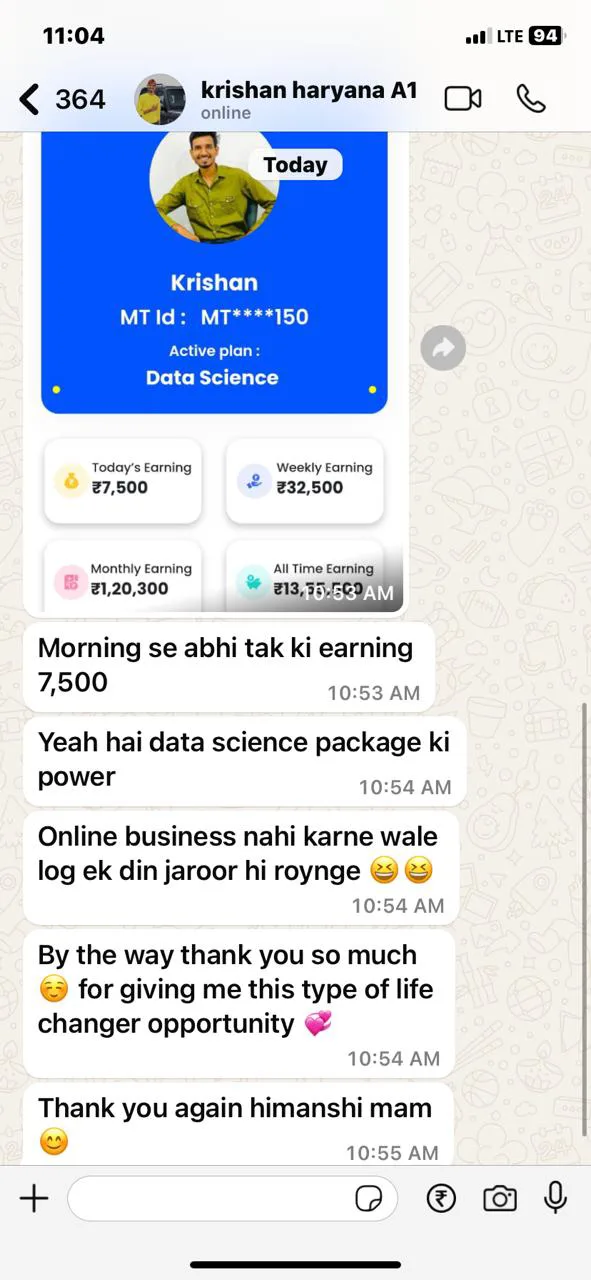 11:04
LTE 94
364
krishan haryana A1
online
Today
Krishan
MT Id : MT****150
Active plan :
Data Science
Today's Earning
₹7,500
Weekly Earning
₹32,500
Monthly Earning
₹1,20,300
All Time Earning
₹13,55,500
10:53 AM
Morning se abhi tak ki earning
7,500
10:53 AM
Yeah hai data science package ki
power
10:54 AM
Online business nahi karne wale
log ek din jaroor hi roynge 😆😆
10:54 AM
By the way thank you so much
☺️ for giving me this type of life
changer opportunity 💞
10:54 AM
Thank you again himanshi mam
😊
10:55 AM